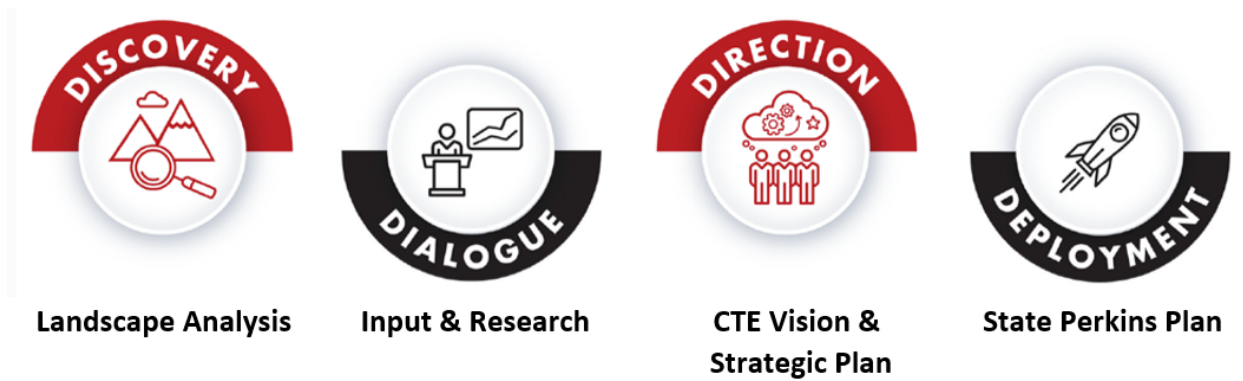 DISCOVERY
Landscape Analysis
DIALOGUE
Input & Research
DIRECTION
CTE Vision &
Strategic Plan
DEPLOYMENT
State Perkins Plan